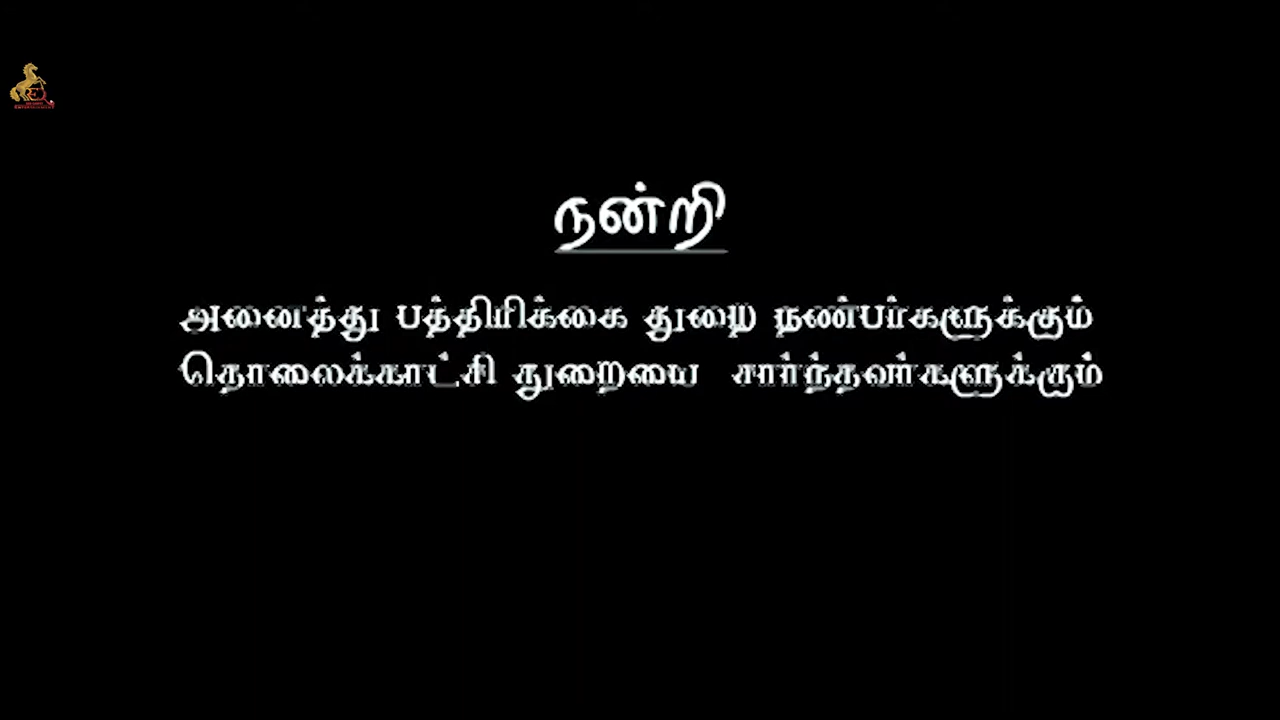 நன்றி
அனைத்து பத்திரிக்கை துறை நண்பர்களுக்கும்
தொலைக்காட்சி துறையை சார்ந்தவர்களுக்கும்